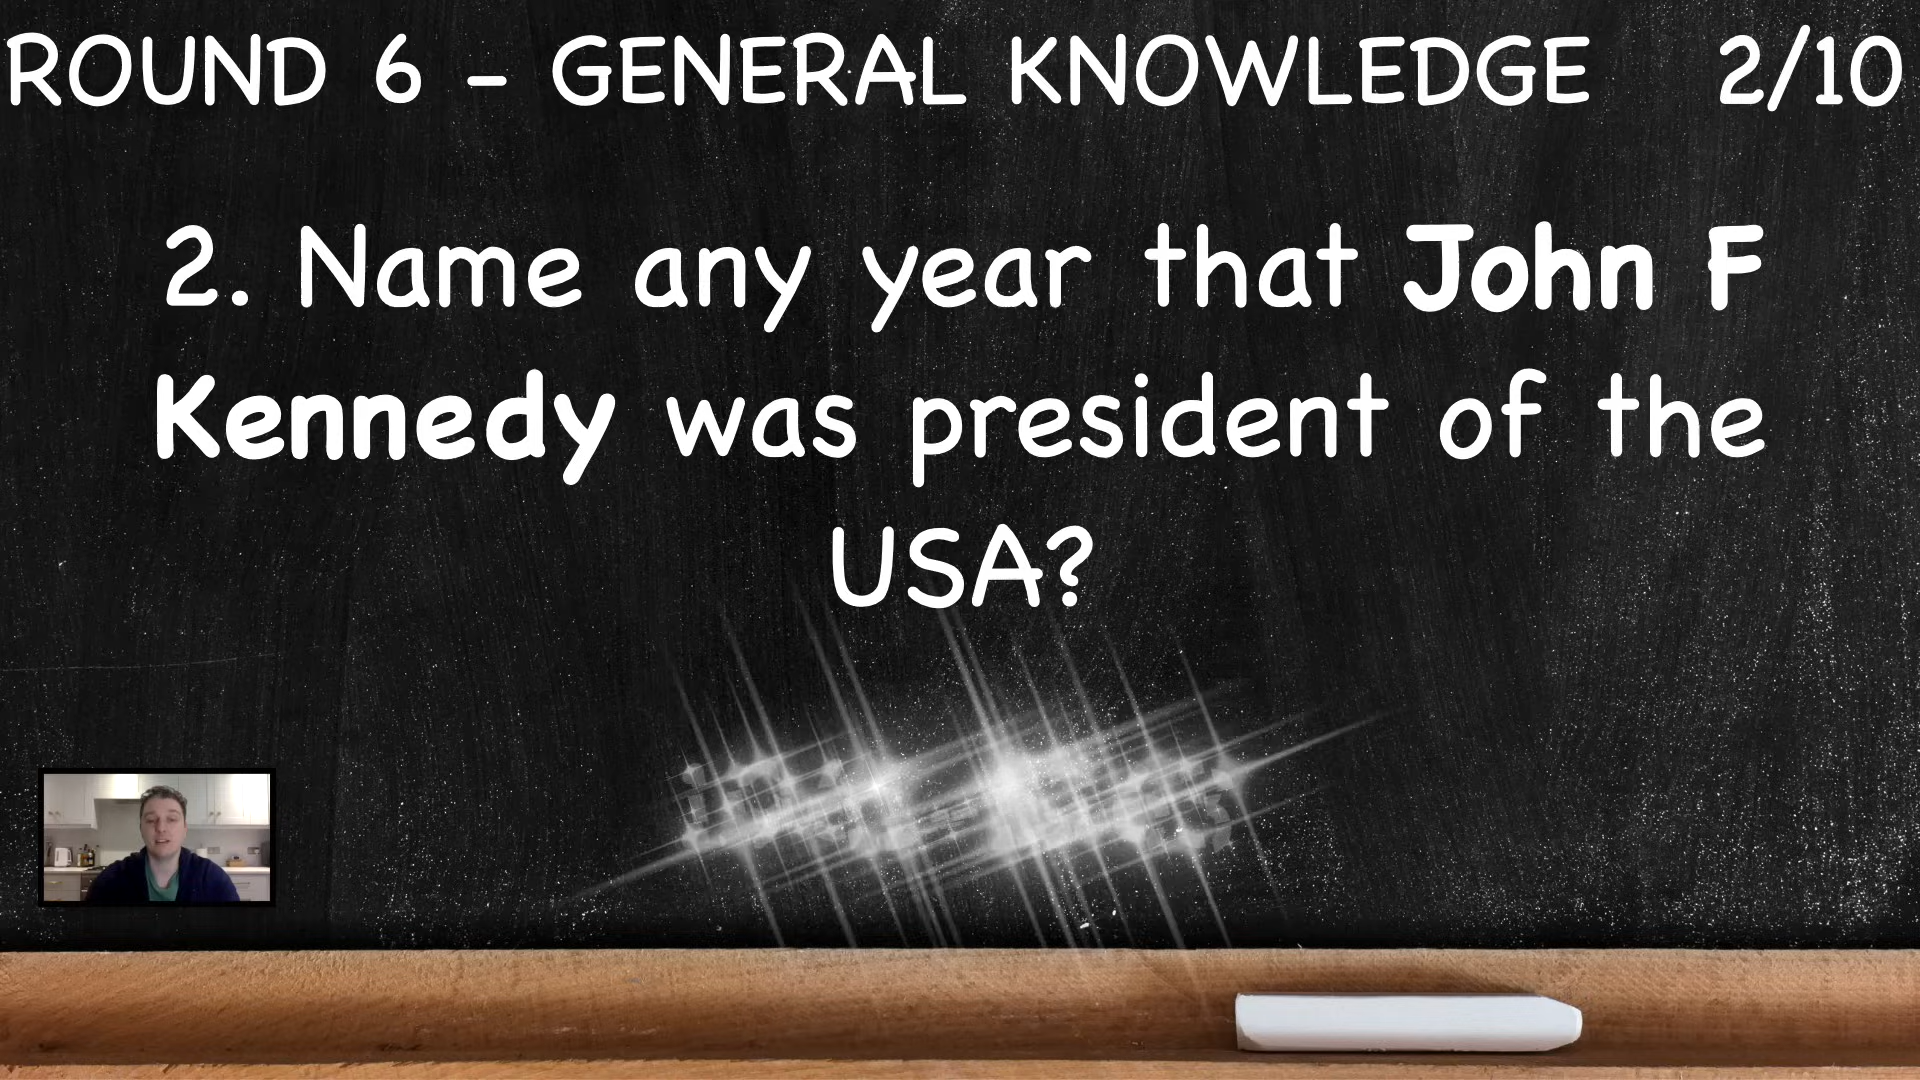 ROUND 6 - GENERAL KNOWLEDGE 2/10
2. Name any year that John F
Kennedy was president of the
USA?